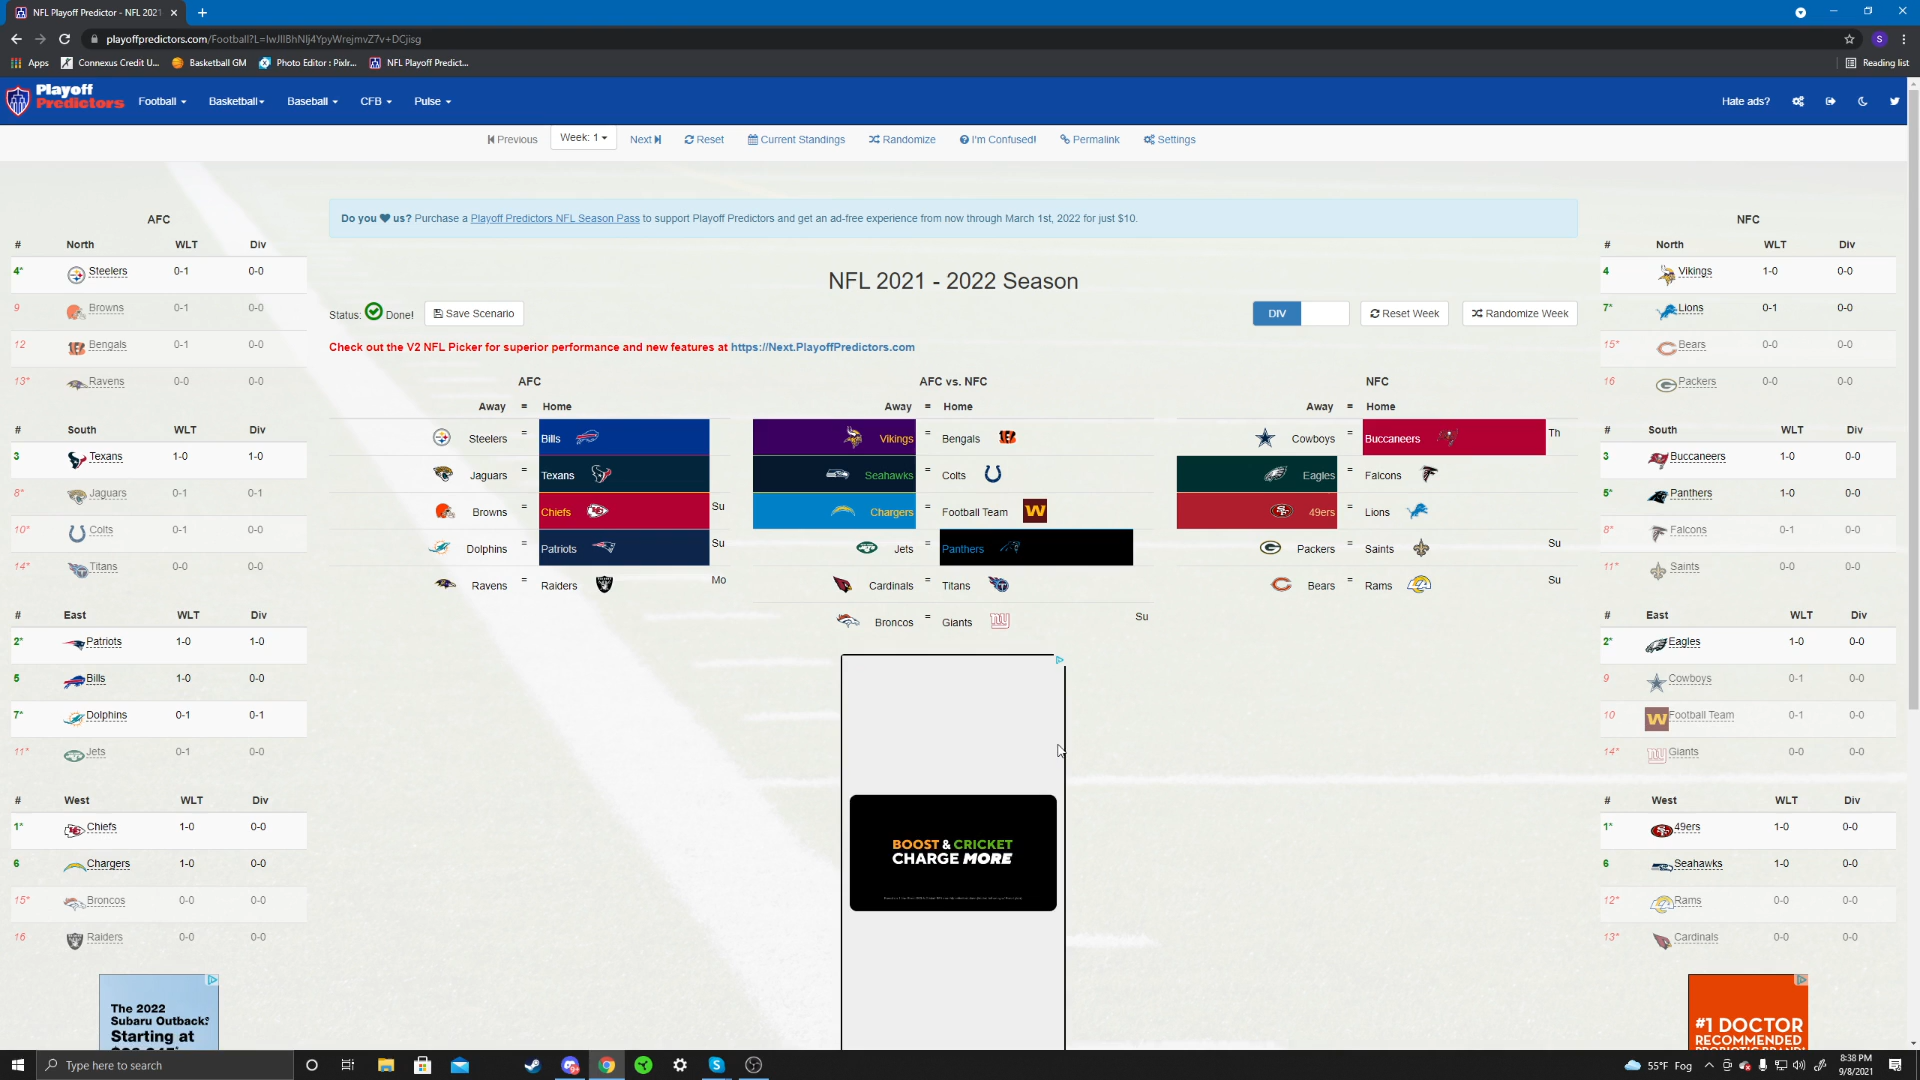 NFL Playoff Predictor - NFL 2021
playoffpredictors.com/Football?L=IwJIIBhNIj4YpyWrejmvZ7v+DCjisg
S
Apps Connexus Credit U... Basketball GM Photo Editor : Pixlr... NFL Playoff Predict... Reading list
Playoff
Predictors
Football Basketball Baseball CFB Pulse Hate ads?
Previous Week: 1 Next Reset Current Standings Randomize I'm Confused! Permalink Settings
Do you us? Purchase a Playoff Predictors NFL Season Pass to support Playoff Predictors and get an ad-free experience from now through March 1st, 2022 for just $10.
NFL 2021 - 2022 Season
Status: Done! Save Scenario DIV Reset Week Randomize Week
Check out the V2 NFL Picker for superior performance and new features at https://Next.PlayoffPredictors.com
AFC
# North WLT Div
4* Steelers 0-1 0-0
9 Browns 0-1 0-0
12 Bengals 0-1 0-0
13* Ravens 0-0 0-0
# South WLT Div
3 Texans 1-0 1-0
8* Jaguars 0-1 0-1
10* Colts 0-1 0-0
14* Titans 0-0 0-0
# East WLT Div
2* Patriots 1-0 1-0
5 Bills 1-0 0-0
7* Dolphins 0-1 0-1
11* Jets 0-1 0-0
# West WLT Div
1* Chiefs 1-0 0-0
6 Chargers 1-0 0-0
15* Broncos 0-0 0-0
16 Raiders 0-0 0-0
AFC
Away = Home
Steelers = Bills
Jaguars = Texans
Browns = Chiefs Su
Dolphins = Patriots Su
Ravens = Raiders Mo
AFC vs. NFC
Away = Home
Vikings = Bengals
Seahawks = Colts
Chargers = Football Team W
Jets = Panthers
Cardinals = Titans
Broncos = Giants Su
NFC
Away = Home
Cowboys = Buccaneers Th
Eagles = Falcons
49ers = Lions
Packers = Saints Su
Bears = Rams Su
NFC
# North WLT Div
4 Vikings 1-0 0-0
7* Lions 0-1 0-0
15* Bears 0-0 0-0
16 Packers 0-0 0-0
# South WLT Div
3 Buccaneers 1-0 0-0
5* Panthers 1-0 0-0
8* Falcons 0-1 0-0
11* Saints 0-0 0-0
# East WLT Div
2* Eagles 1-0 0-0
9 Cowboys 0-1 0-0
10 W Football Team 0-1 0-0
14* Giants 0-0 0-0
# West WLT Div
1* 49ers 1-0 0-0
6 Seahawks 1-0 0-0
12* Rams 0-0 0-0
13* Cardinals 0-0 0-0
BOOST & CRICKET
CHARGE MORE
The 2022
Subaru Outback®
Starting at
#1 DOCTOR
RECOMMENDED
Type here to search
55°F Fog
8:38 PM
9/8/2021